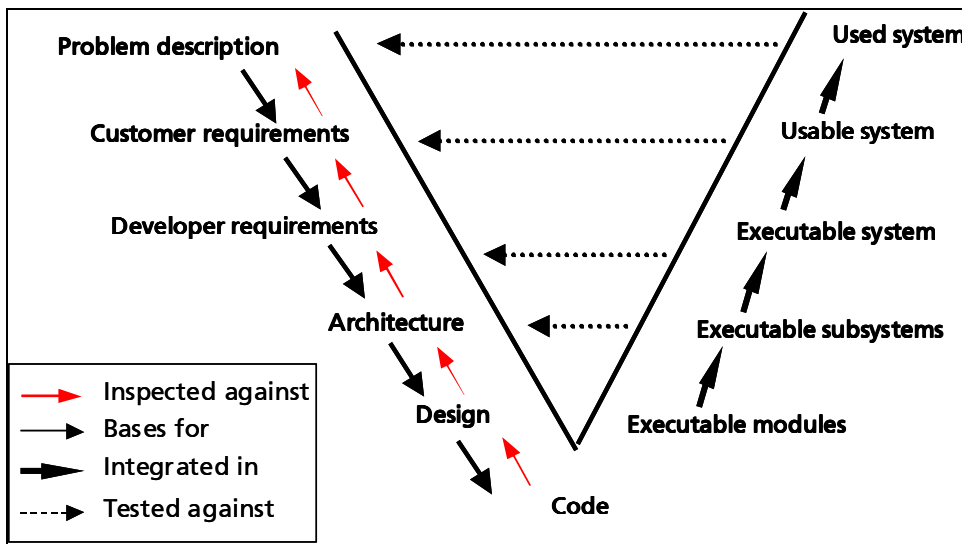 Problem description
Used system
Customer requirements
Usable system
Developer requirements
Executable system
Architecture
Executable subsystems
Design
Executable modules
Code
Inspected against
Bases for
Integrated in
Tested against